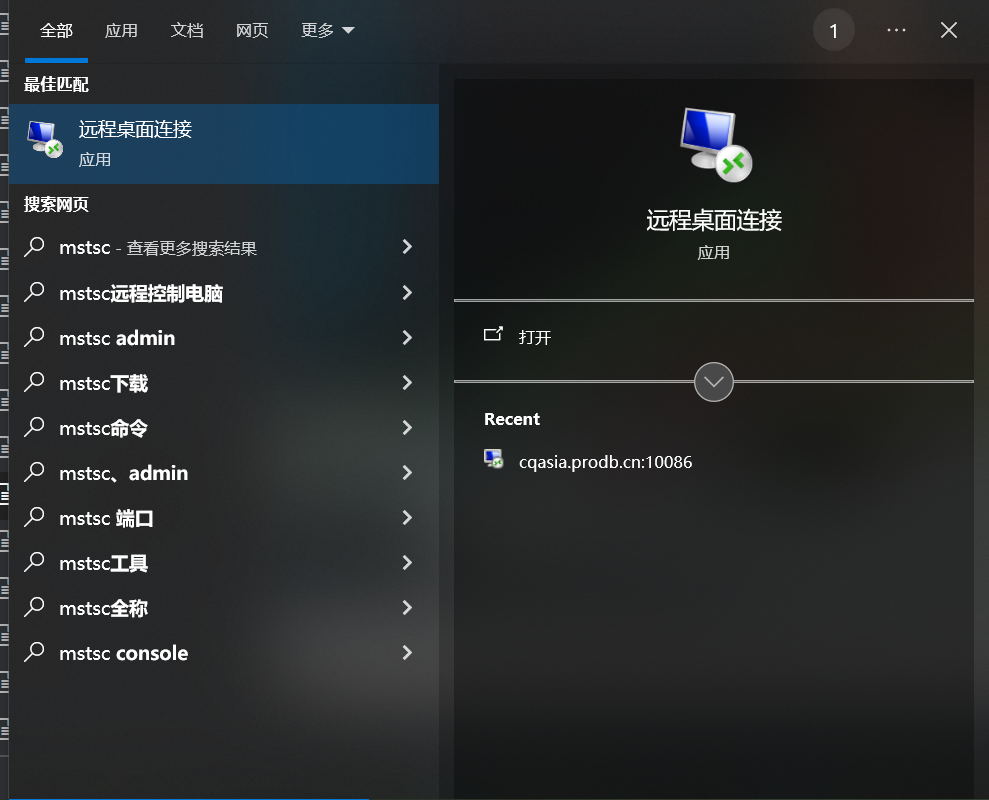 全部 应用 文档 网页 更多 1
最佳匹配
远程桌面连接
应用
搜索网页
mstsc - 查看更多搜索结果
mstsc远程控制电脑
mstsc admin
mstsc下载
mstsc命令
mstsc、admin
mstsc 端口
mstsc工具
mstsc全称
mstsc console
远程桌面连接
应用
打开
Recent
cqasia.prodb.cn:10086